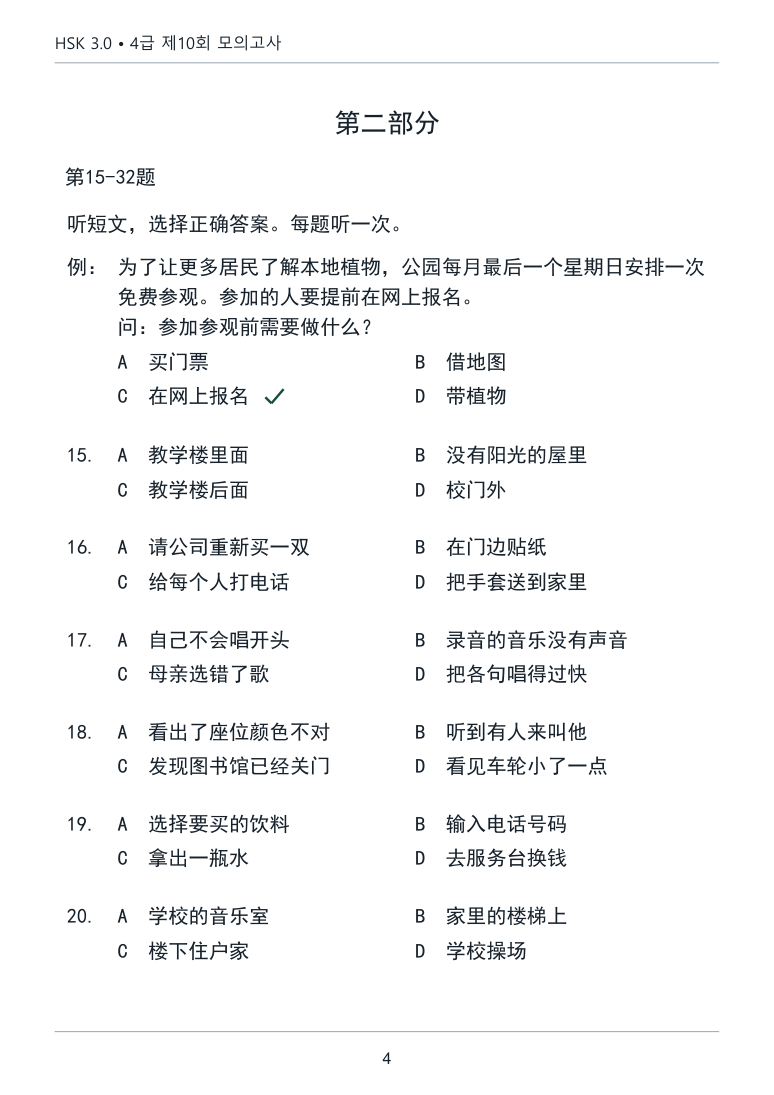 HSK 3.0 • 4급 제10회 모의고사
第二部分
第15-32题
听短文，选择正确答案。每题听一次。
例： 为了让更多居民了解本地植物，公园每月最后一个星期日安排一次
免费参观。参加的人要提前在网上报名。
问：参加参观前需要做什么？
A 买门票 B 借地图
C 在网上报名 ✓ D 带植物
15. A 教学楼里面 B 没有阳光的屋里
C 教学楼后面 D 校门外
16. A 请公司重新买一双 B 在门边贴纸
C 给每个人打电话 D 把手套送到家里
17. A 自己不会唱开头 B 录音的音乐没有声音
C 母亲选错了歌 D 把各句唱得过快
18. A 看出了座位颜色不对 B 听到有人来叫他
C 发现图书馆已经关门 D 看见车轮小了一点
19. A 选择要买的饮料 B 输入电话号码
C 拿出一瓶水 D 去服务台换钱
20. A 学校的音乐室 B 家里的楼梯上
C 楼下住户家 D 学校操场
4